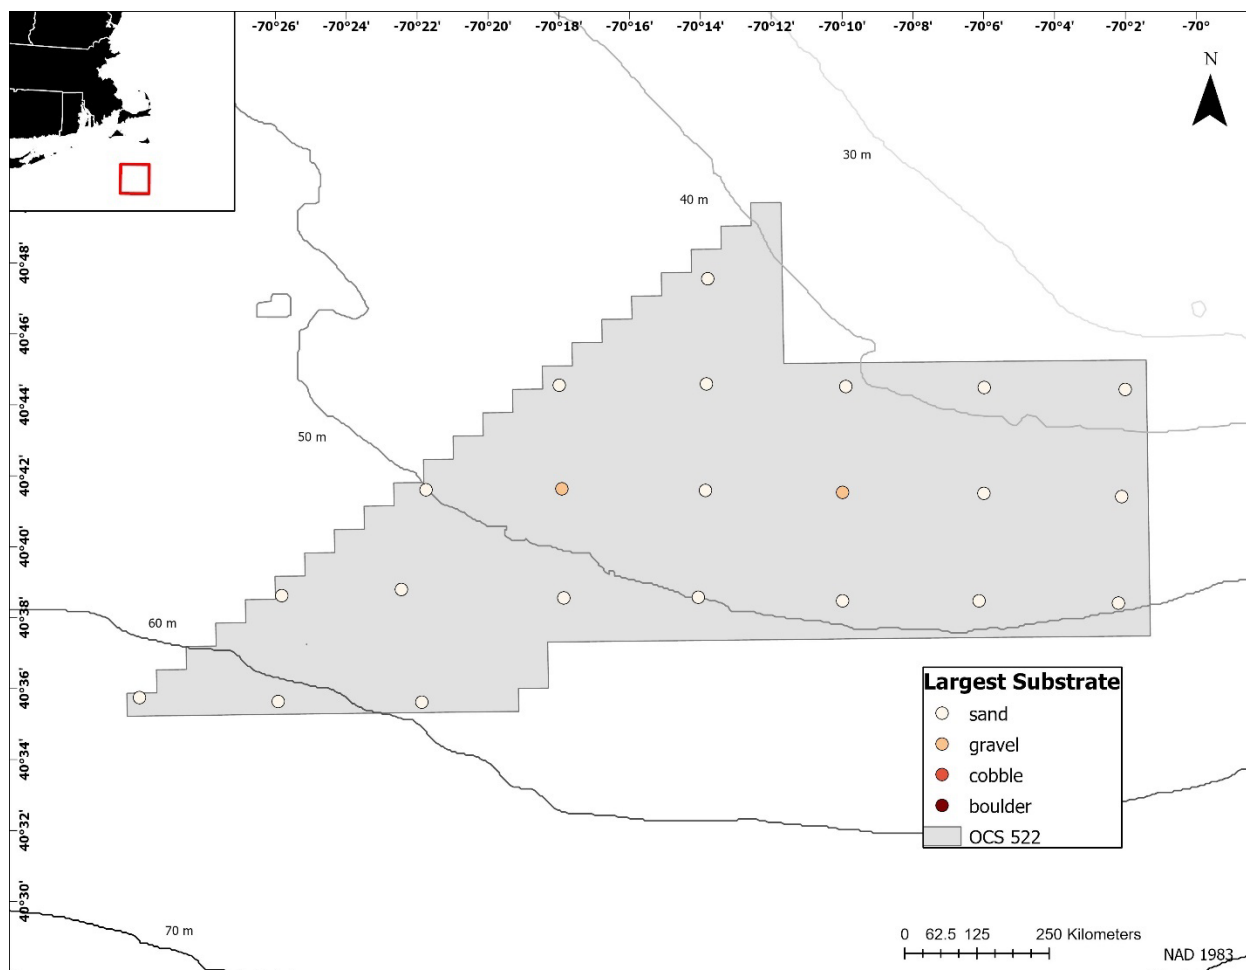 -70°26' -70°24' -70°22' -70°20' -70°18' -70°16' -70°14' -70°12' -70°10' -70°8' -70°6' -70°4' -70°2' -70°
N
30 m
40 m
40°48'
40°46'
40°44'
50 m
40°42'
40°40'
40°38'
60 m
40°36'
Largest Substrate
sand
gravel
40°34'
cobble
boulder
40°32'
OCS 522
40°30'
70 m
0 62.5 125 250 Kilometers
NAD 1983